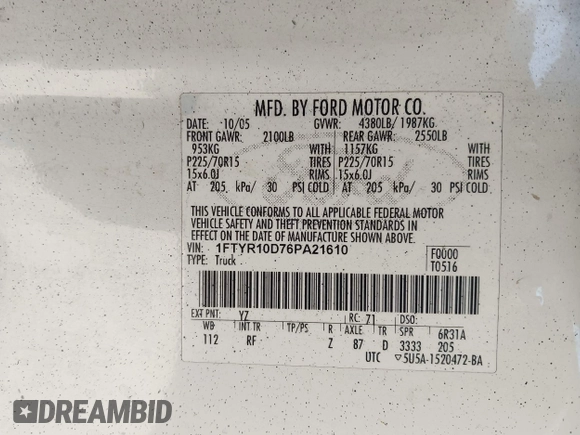 MFD. BY FORD MOTOR CO.
DATE: 10/05 GVWR: 4380LB/ 1987KG
FRONT GAWR: 2100LB REAR GAWR: 2550LB
953KG WITH 1157KG WITH
P225/70R15 TIRES P225/70R15 TIRES
15x6.0J RIMS 15x6.0J RIMS
AT 205 kPa/ 30 PSI COLD AT 205 kPa/ 30 PSI COLD
THIS VEHICLE CONFORMS TO ALL APPLICABLE FEDERAL MOTOR
VEHICLE SAFETY AND THEFT PREVENTION STANDARDS IN
EFFECT ON THE DATE OF MANUFACTURE SHOWN ABOVE.
VIN: 1FTYR10D76PA21610 F0000
TYPE: Truck T0516
EXT PNT: YZ RC: 71 DSO:
WB INT TR TP/PS R AXLE TR SPR 6R31A
112 RF Z 87 D 3333 205
UTC ▽5U5A-1520472-BA
Ford
DREAMBID